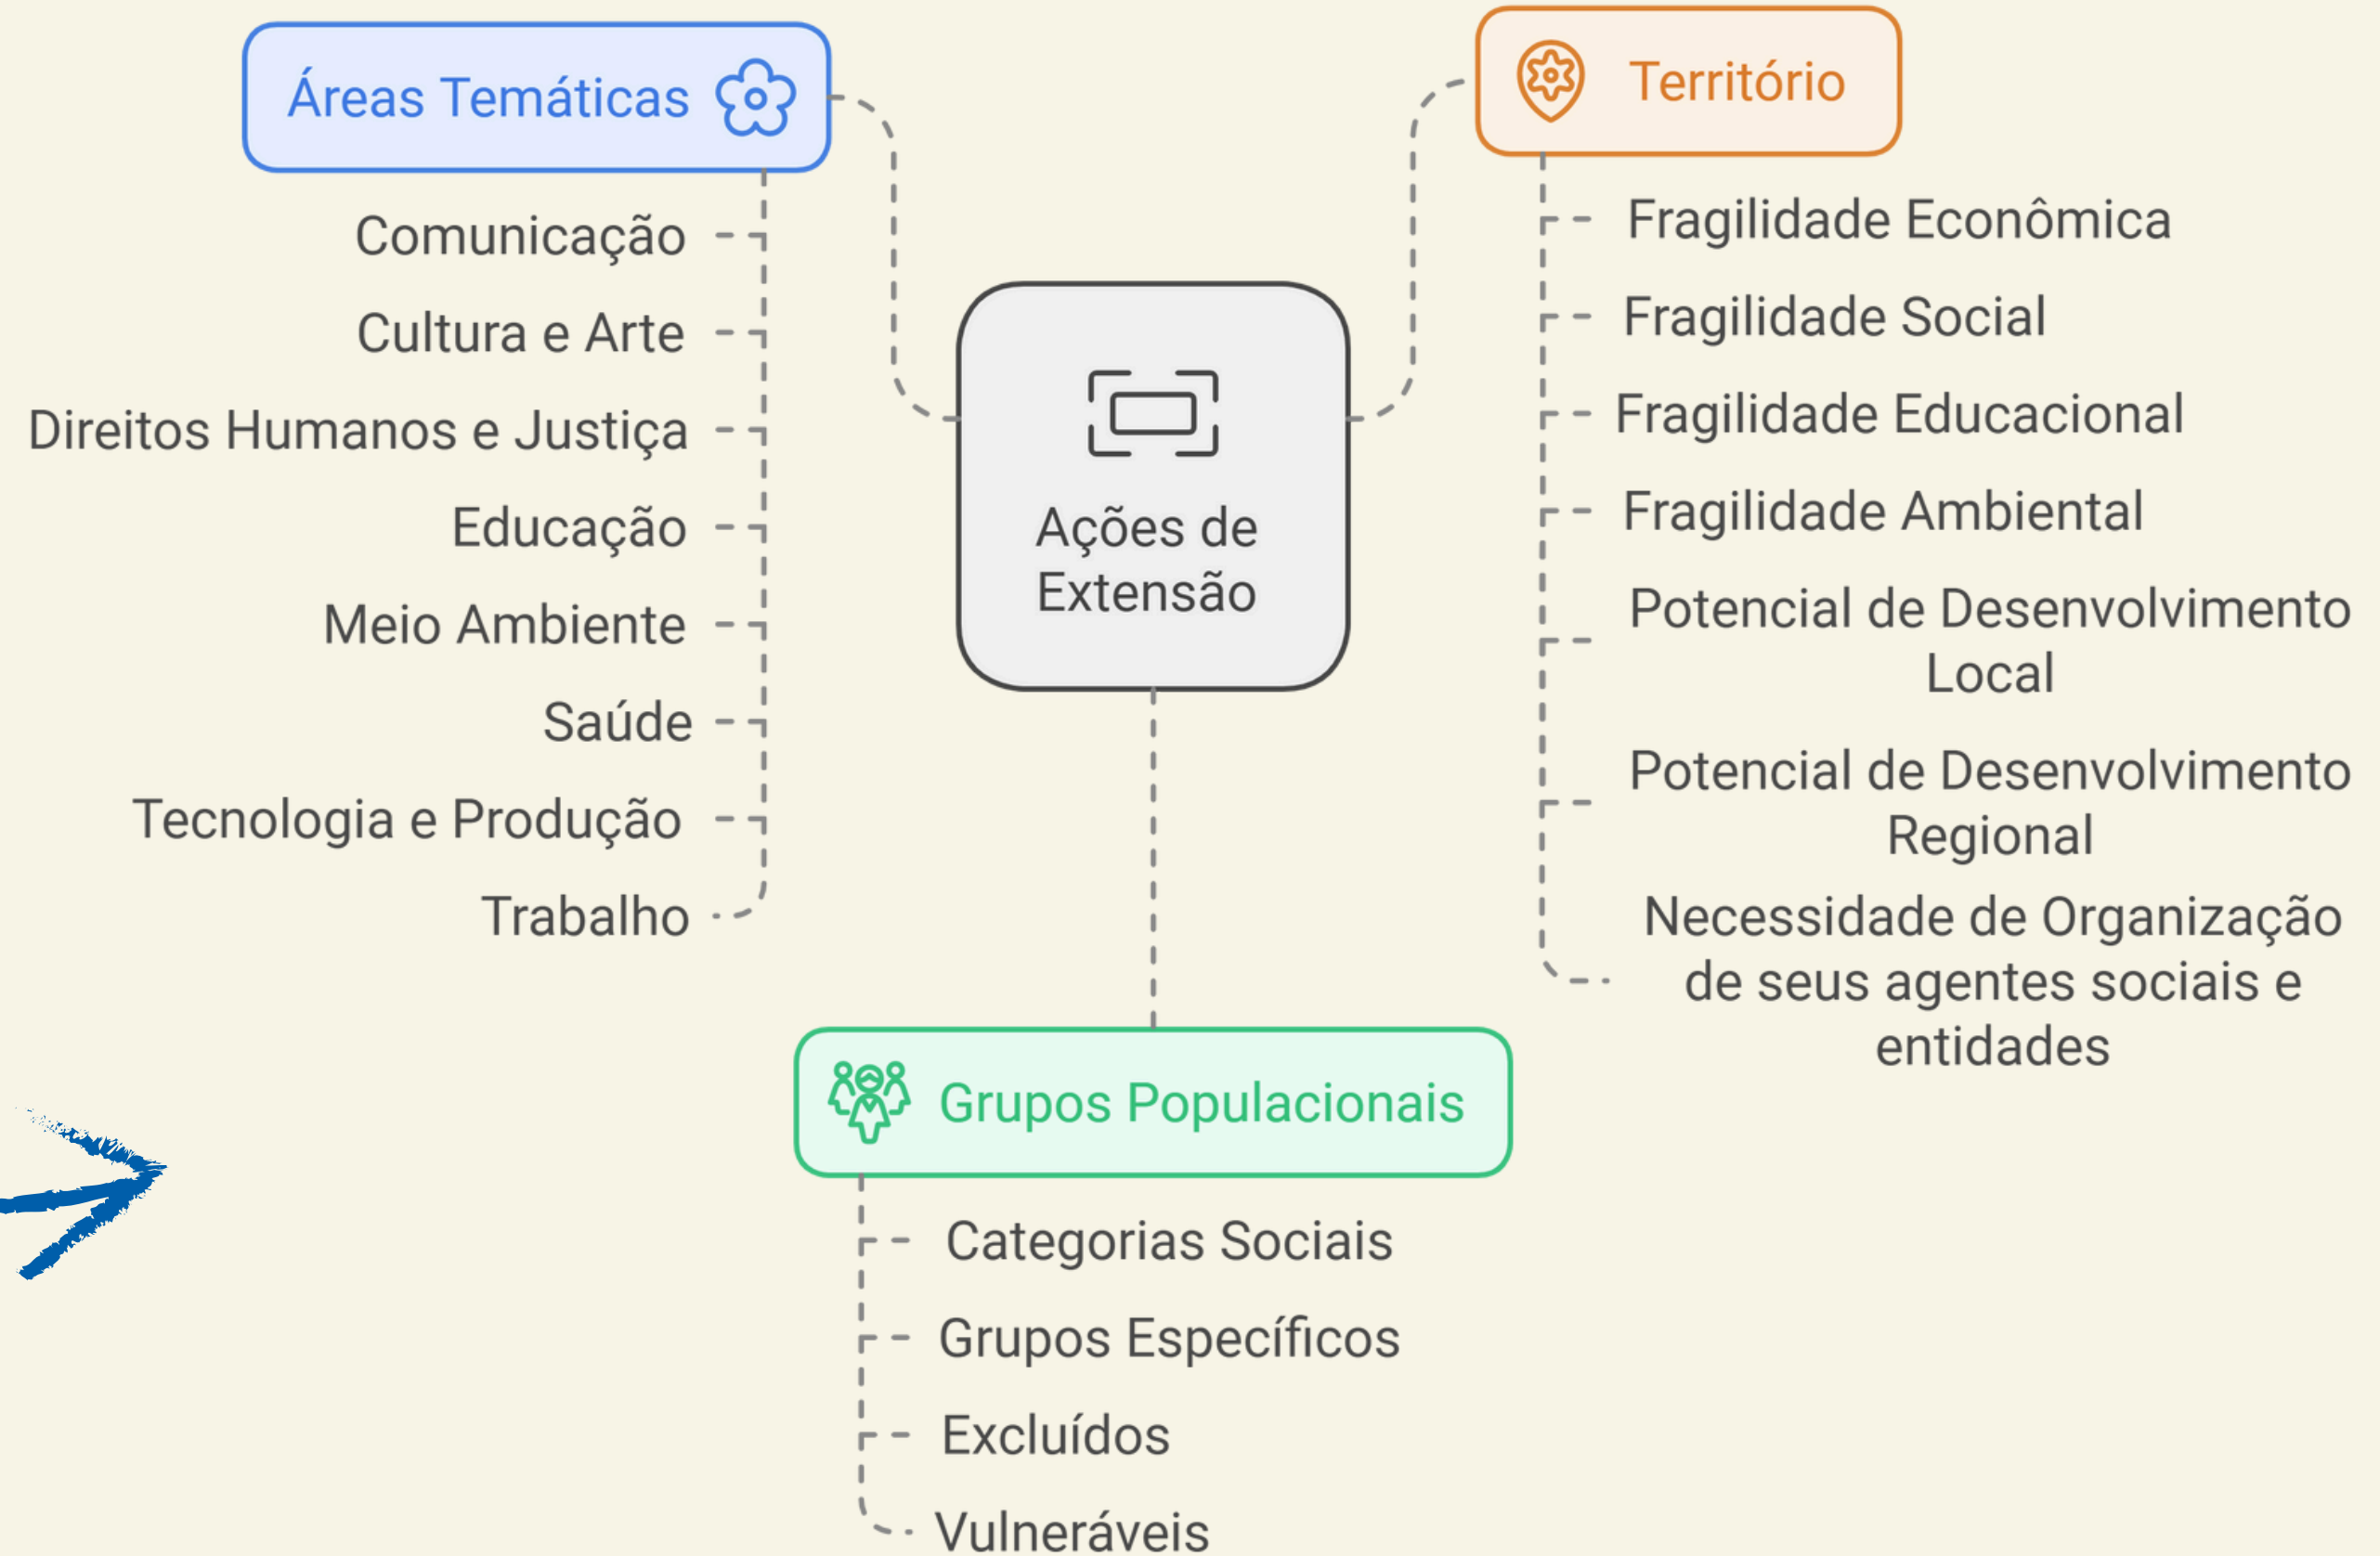 Áreas Temáticas
Comunicação
Cultura e Arte
Direitos Humanos e Justiça
Educação
Meio Ambiente
Saúde
Tecnologia e Produção
Trabalho
Ações de
Extensão
Território
Fragilidade Econômica
Fragilidade Social
Fragilidade Educacional
Fragilidade Ambiental
Potencial de Desenvolvimento
Local
Potencial de Desenvolvimento
Regional
Necessidade de Organização
de seus agentes sociais e
entidades
Grupos Populacionais
Categorias Sociais
Grupos Específicos
Excluídos
Vulneráveis